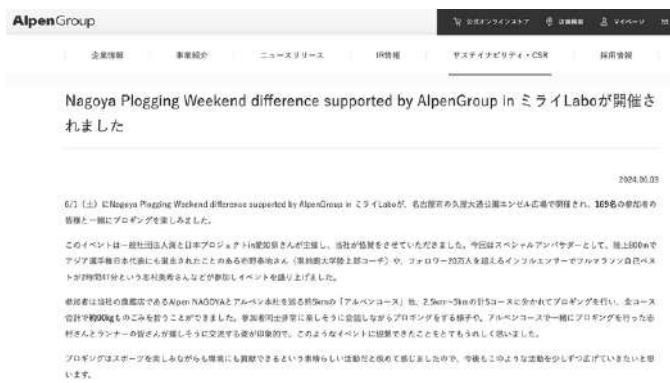 AlpenGroup
公式オンラインストア 店舗検索 マイページ
企業情報 事業紹介 ニュースリリース IR情報 サステイナビリティ・CSR 採用情報
Nagoya Plogging Weekend difference supported by AlpenGroup in ミライLaboが開催さ
れました
2024.06.03
6/1（土）にNagoya Plogging Weekend difference supported by AlpenGroup in ミライLaboが、名古屋市の久屋大通公園エンゼル広場で開催され、169名の参加者の
皆様と一緒にプロギングを楽しみました。
このイベントは一般社団法人海と日本プロジェクトin愛知県さんが主催し、当社が協賛をさせていただきました。今回はスペシャルアンバサダーとして、陸上800mで
アジア選手権日本代表にも選出されたことのある 野泰地さん（東 大学陸上部コーチ）や、フォロワー20万人を超えるインフルエンサーでフルマラソン自己ベス
トが2時間47分という志村美希さんなどが参加しイベントを盛り上げました。
参加者は当社の旗艦店であるAlpen NAGOYAとアルペン本社を巡る約5kmの「アルペンコース」他、2.5km～5kmの計5コースに分かれてプロギングを行い、全コース
合計で約90kgものごみを拾うことができました。参加者同士非常に楽しそうに会話しながらプロギングをする様子や、アルペンコースで一緒にプロギングを行った志
村さんとランナーの皆さんが嬉しそうに交流する姿が印象的で、このようなイベントに協賛できたことをとてもうれしく思いました。
プロギングはスポーツを楽しみながらも環境にも貢献できるという素晴らしい活動だと改めて感じましたので、今後もこのような活動を少しずつ広げていきたいと思
います。